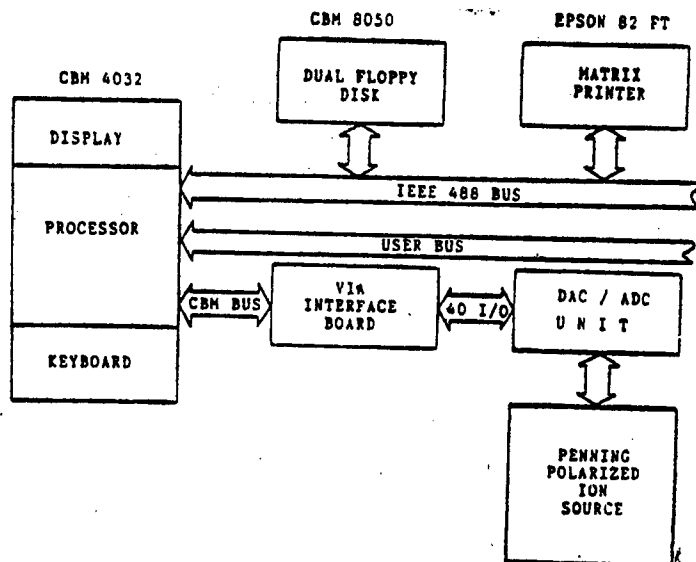 CBM 8050
EPSON 82 FT
CBM 4032
DUAL FLOPPY
DISK
MATRIX
PRINTER
DISPLAY
IEEE 488 BUS
PROCESSOR
USER BUS
CBM BUS
VIA
INTERFACE
BOARD
40 I/O
DAC / ADC
UNIT
KEYBOARD
PENNING
POLARIZED
ION
SOURCE